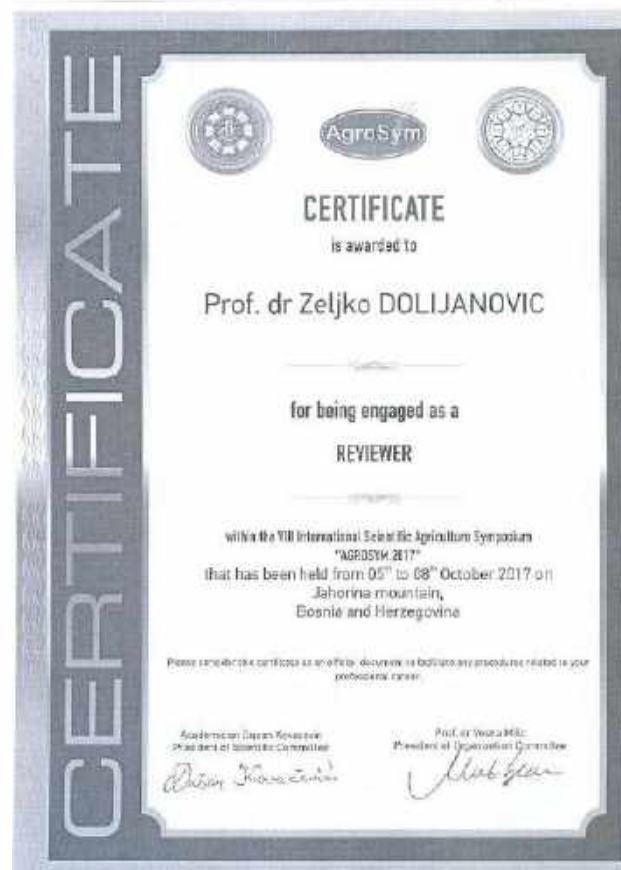 CERTIFICATE
AgroSym
CERTIFICATE
is awarded to
Prof. dr Zeljko DOLIJANOVIC
for being engaged as a
REVIEWER
within the VIII International Scientific Agriculture Symposium
"AGROSYM 2017"
that has been held from 05th to 08th October 2017 on
Jahorina mountain,
Bosnia and Herzegovina
Please consider this certificate as an official document to facilitate any procedures related to your
professional career.
Academician Dusan Kovacevic
President of Scientific Committee
Prof. dr Vesna Milic
President of Organization Committee
Dušan Kovačević